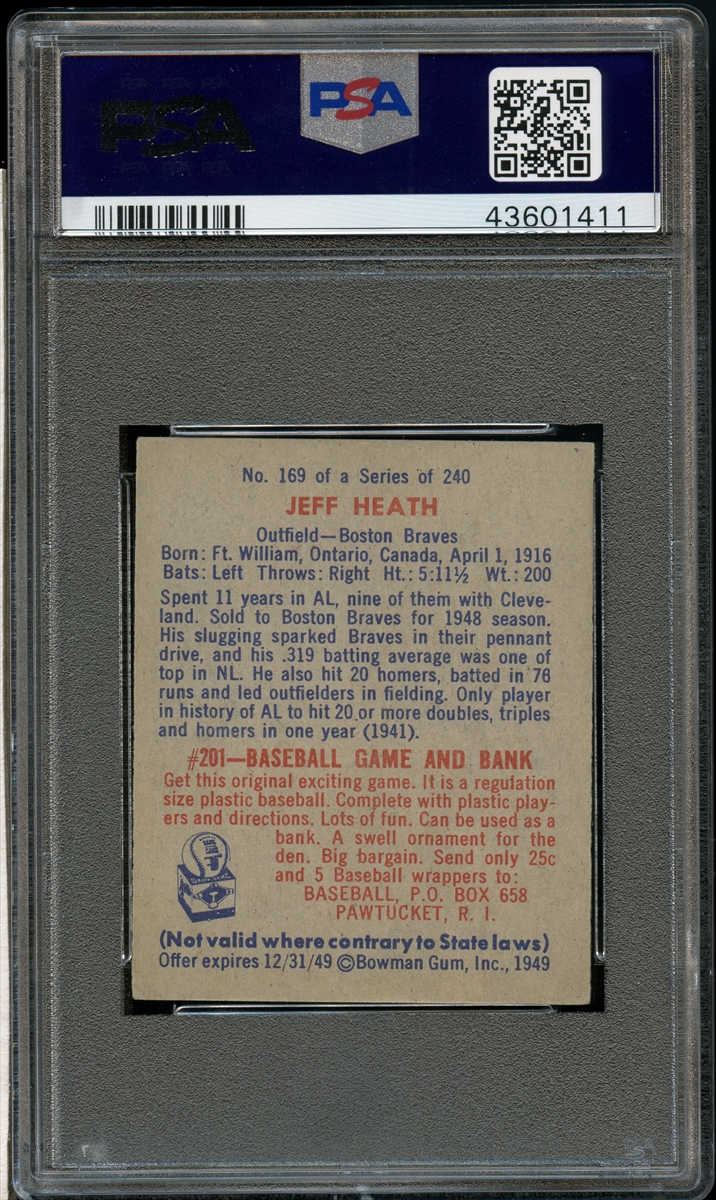 PSA
PSA
43601411
No. 169 of a Series of 240
JEFF HEATH
Outfield—Boston Braves
Born: Ft. William, Ontario, Canada, April 1, 1916
Bats: Left Throws: Right Ht.: 5:11½ Wt.: 200
Spent 11 years in AL, nine of them with Cleve-
land. Sold to Boston Braves for 1948 season.
His slugging sparked Braves in their pennant
drive, and his .319 batting average was one of
top in NL. He also hit 20 homers, batted in 76
runs and led outfielders in fielding. Only player
in history of AL to hit 20 or more doubles, triples
and homers in one year (1941).
#201—BASEBALL GAME AND BANK
Get this original exciting game. It is a regulation
size plastic baseball. Complete with plastic play-
ers and directions. Lots of fun. Can be used as a
bank. A swell ornament for the
den. Big bargain. Send only 25c
and 5 Baseball wrappers to:
BASEBALL, P.O. BOX 658
PAWTUCKET, R. I.
(Not valid where contrary to State laws)
Offer expires 12/31/49 ©Bowman Gum, Inc., 1949